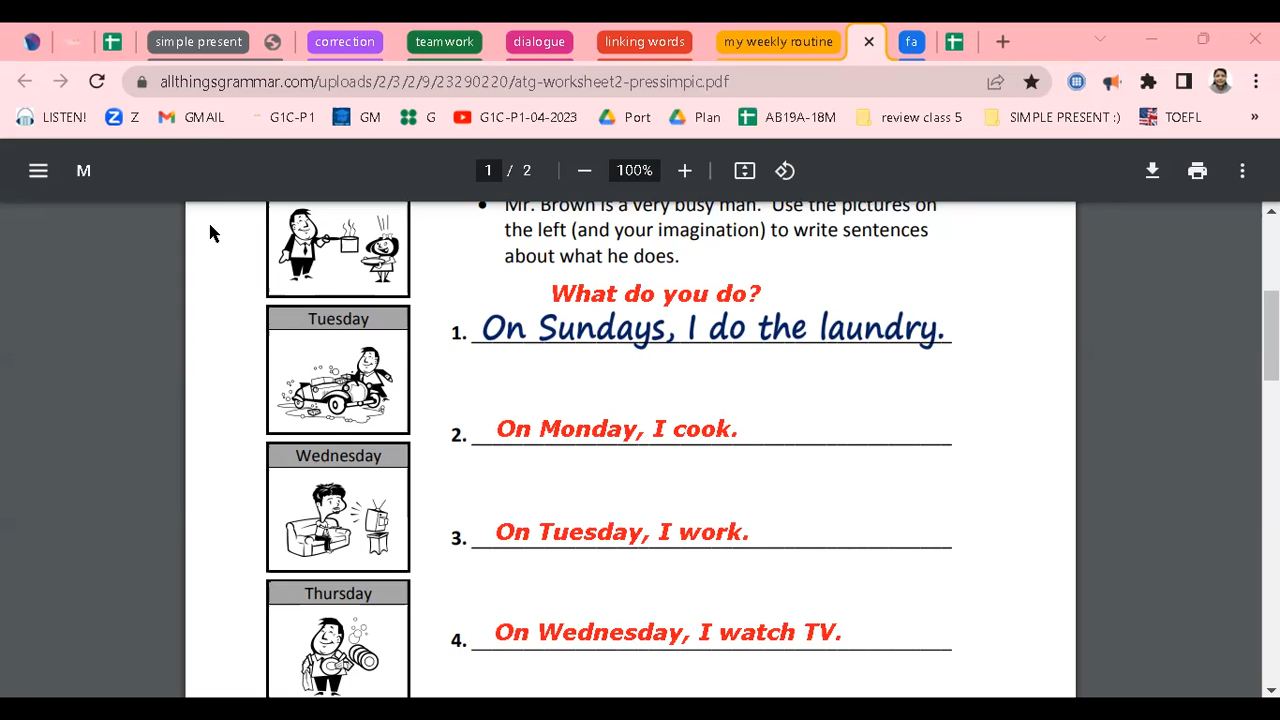 simple present correction teamwork dialogue linking words my weekly routine fa
allthingsgrammar.com/uploads/2/3/2/9/23290220/atg-worksheet2-pressimpic.pdf
LISTEN! Z GMAIL G1C-P1 GM G G1C-P1-04-2023 Port Plan AB19A-18M review class 5 SIMPLE PRESENT :) TOEFL »
M 1 / 2 100%
• Mr. Brown is a very busy man. Use the pictures on
the left (and your imagination) to write sentences
about what he does.
What do you do?
Tuesday
1. On Sundays, I do the laundry.
2. On Monday, I cook.
Wednesday
3. On Tuesday, I work.
Thursday
4. On Wednesday, I watch TV.